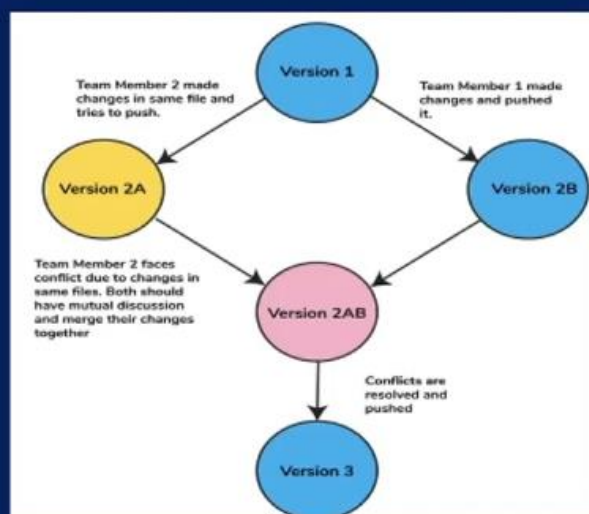 Version 1
Team Member 2 made
changes in same file and
tries to push.
Team Member 1 made
changes and pushed
it.
Version 2A
Version 2B
Team Member 2 faces
conflict due to changes in
same files. Both should
have mutual discussion
and merge their changes
together
Version 2AB
Conflicts are
resolved and
pushed
Version 3